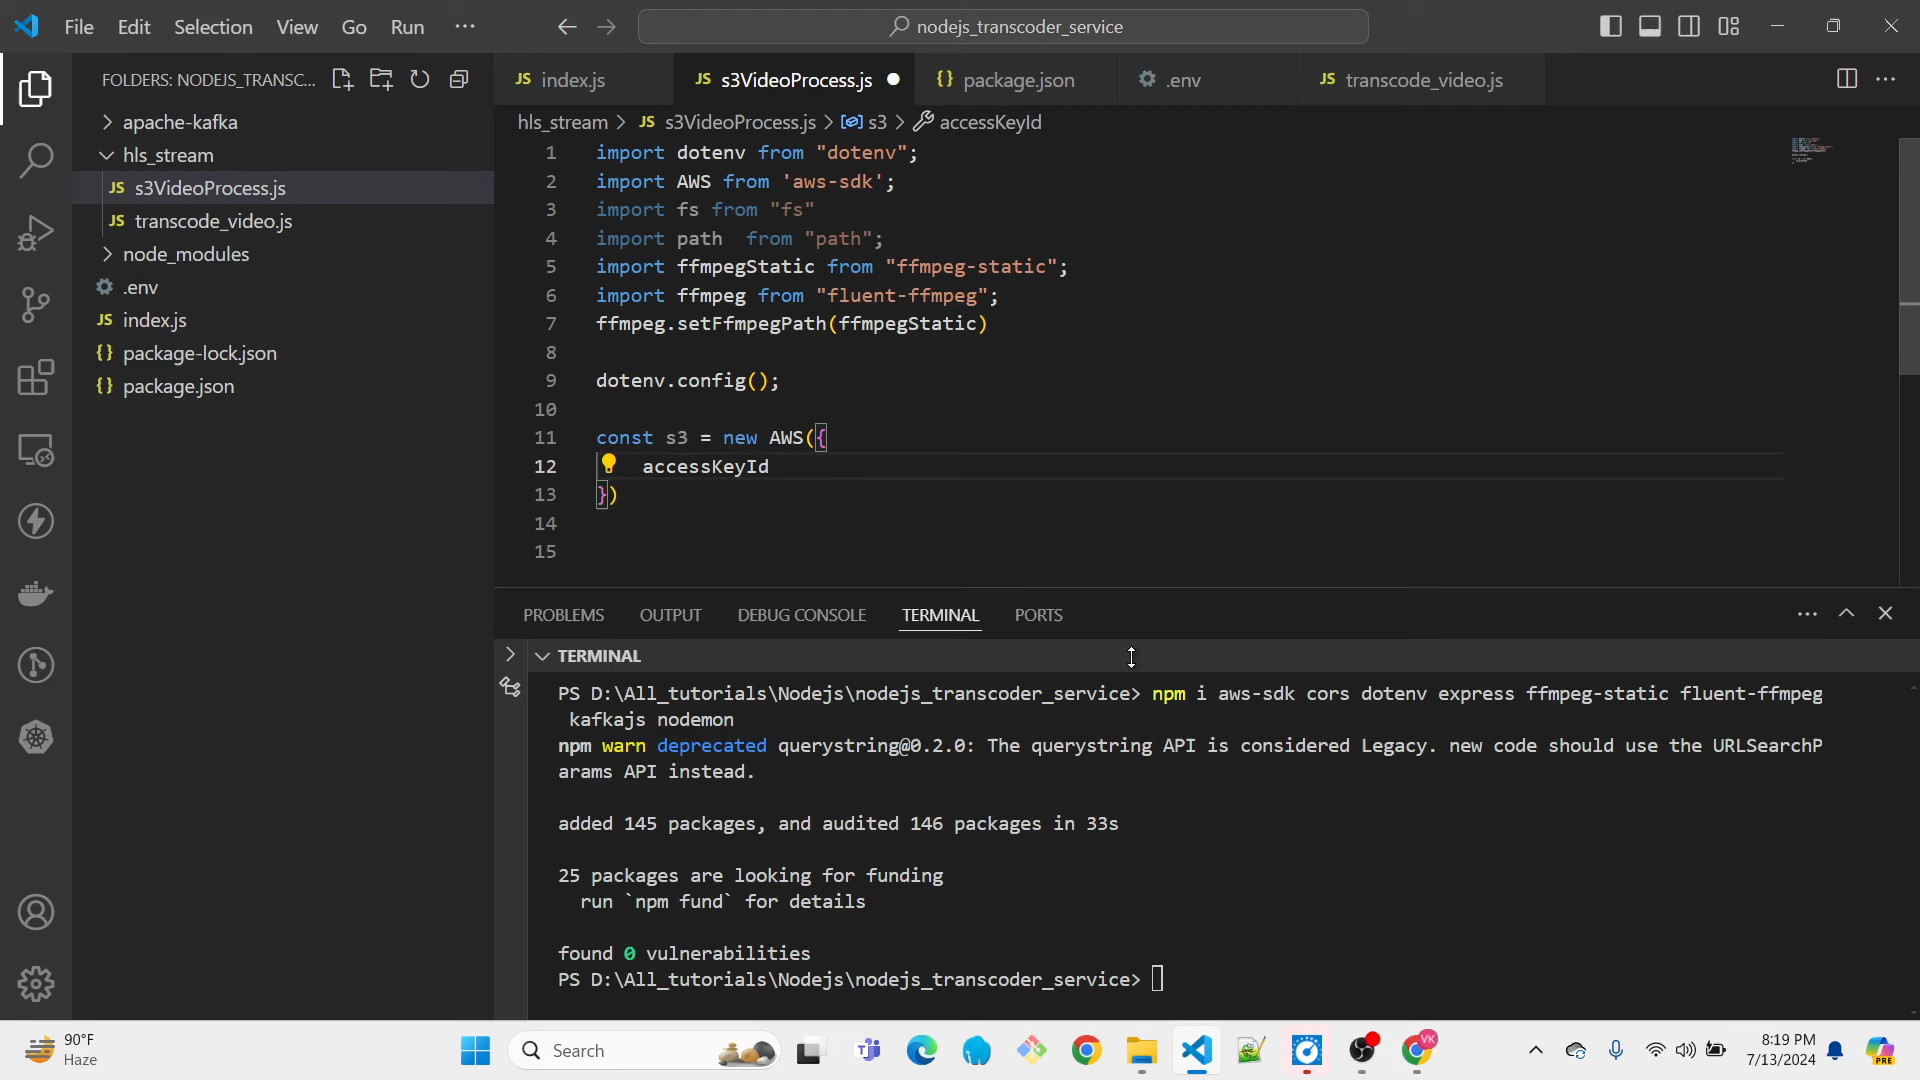 File Edit Selection View Go Run ···
nodejs_transcoder_service
FOLDERS: NODEJS_TRANSC...
JS index.js
JS s3VideoProcess.js
{} package.json
.env
JS transcode_video.js
hls_stream > JS s3VideoProcess.js > s3 > accessKeyId
apache-kafka
hls_stream
JS s3VideoProcess.js
JS transcode_video.js
node_modules
.env
JS index.js
{} package-lock.json
{} package.json
1 import dotenv from "dotenv";
2 import AWS from 'aws-sdk';
3 import fs from "fs"
4 import path  from "path";
5 import ffmpegStatic from "ffmpeg-static";
6 import ffmpeg from "fluent-ffmpeg";
7 ffmpeg.setFfmpegPath(ffmpegStatic)
8
9 dotenv.config();
10
11 const s3 = new AWS({
12     accessKeyId
13 })
14
15
PROBLEMS OUTPUT DEBUG CONSOLE TERMINAL PORTS
TERMINAL
PS D:\All_tutorials\Nodejs\nodejs_transcoder_service> npm i aws-sdk cors dotenv express ffmpeg-static fluent-ffmpeg
kafkajs nodemon
npm warn deprecated querystring@0.2.0: The querystring API is considered Legacy. new code should use the URLSearchP
arams API instead.
added 145 packages, and audited 146 packages in 33s
25 packages are looking for funding
run `npm fund` for details
found 0 vulnerabilities
PS D:\All_tutorials\Nodejs\nodejs_transcoder_service>
90°F
Haze
Search
VK
8:19 PM
7/13/2024
PRE